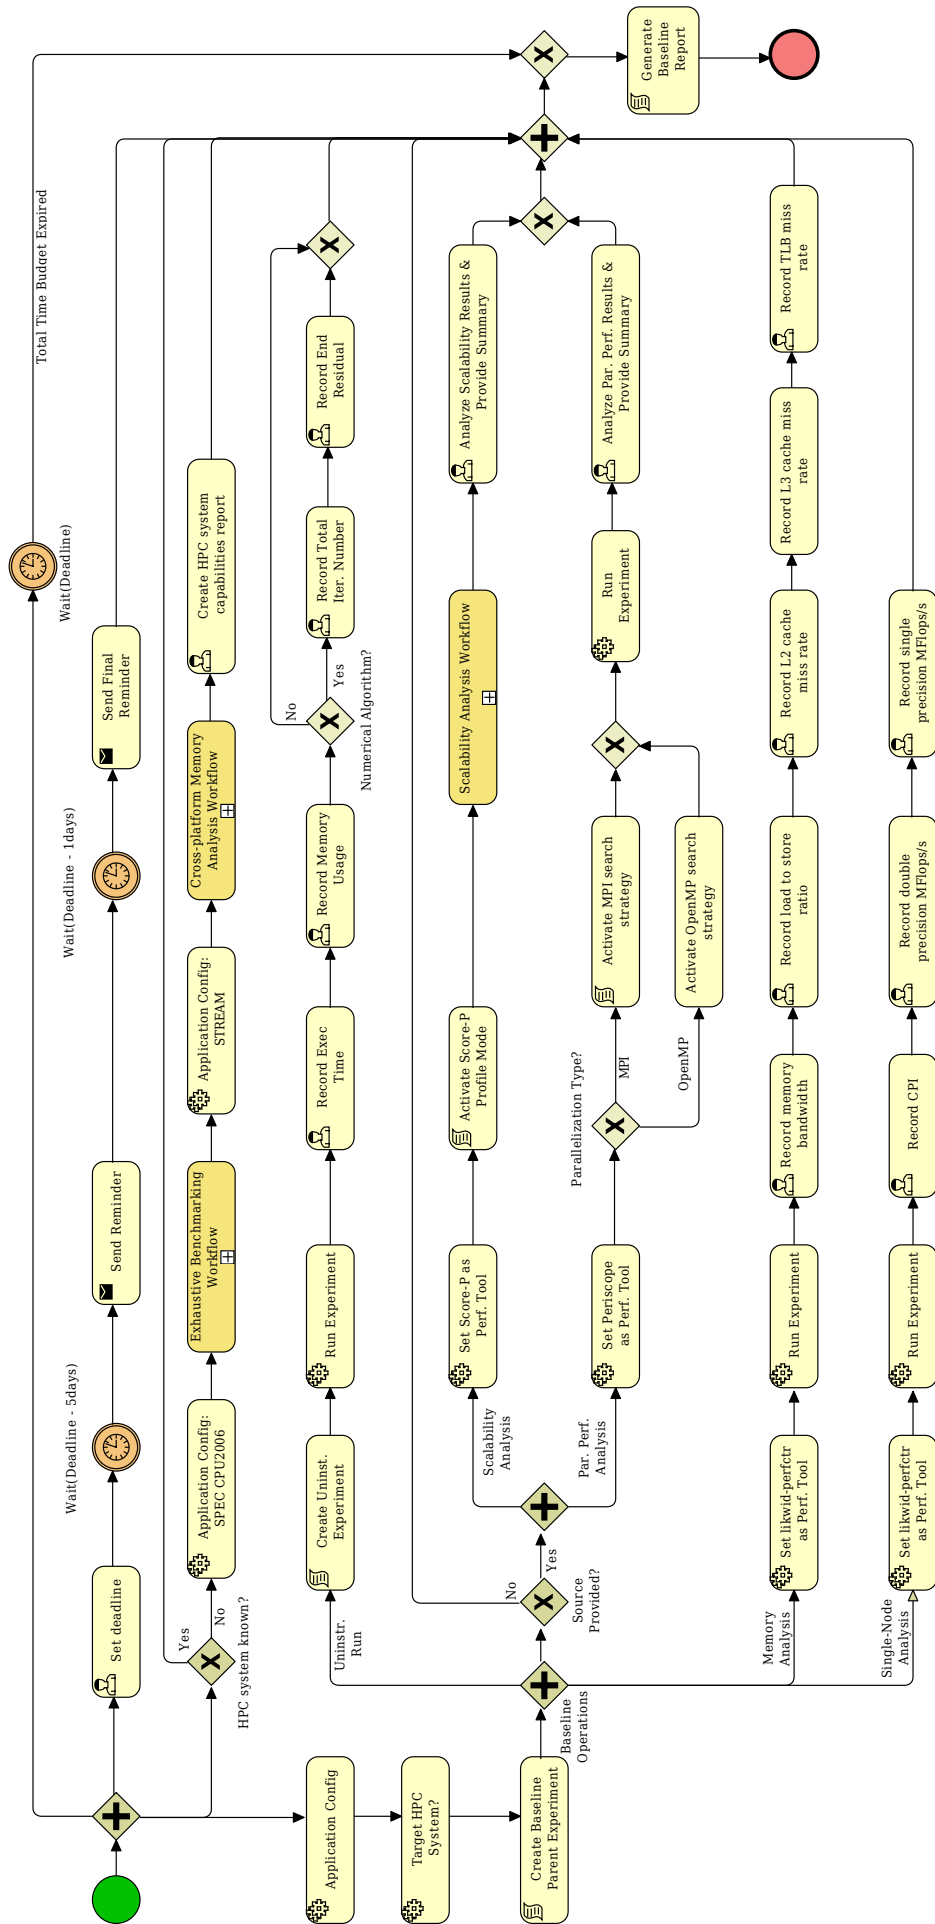 Total Time Budget Expired
Wait(Deadline)
Set deadline
Wait(Deadline - 5days)
Send Reminder
Wait(Deadline - 1days)
Send Final
Reminder
HPC system known?
Yes
No
Application Config:
SPEC CPU2006
Exhaustive Benchmarking
Workflow
Application Config:
STREAM
Cross-platform Memory
Analysis Workflow
Create HPC system
capabilities report
Application Config
Target HPC
System?
Create Baseline
Parent Experiment
Baseline
Operations
Uninstr.
Run
Create Uninst.
Experiment
Run Experiment
Record Exec
Time
Record Memory
Usage
Numerical Algorithm?
No
Yes
Record Total
Iter. Number
Record End
Residual
Source
Provided?
No
Yes
Scalability
Analysis
Set Score-P as
Perf. Tool
Activate Score-P
Profile Mode
Scalability Analysis Workflow
Analyze Scalability Results &
Provide Summary
Par. Perf.
Analysis
Set Periscope
as Perf. Tool
Parallelization Type?
MPI
OpenMP
Activate MPI search
strategy
Activate OpenMP search
strategy
Run
Experiment
Analyze Par. Perf. Results &
Provide Summary
Memory
Analysis
Set likwid-perfctr
as Perf. Tool
Run Experiment
Record memory
bandwidth
Record load to store
ratio
Record L2 cache
miss rate
Record L3 cache miss
rate
Record TLB miss
rate
Single-Node
Analysis
Set likwid-perfctr
as Perf. Tool
Run Experiment
Record CPI
Record double
precision MFlops/s
Record single
precision MFlops/s
Generate
Baseline
Report